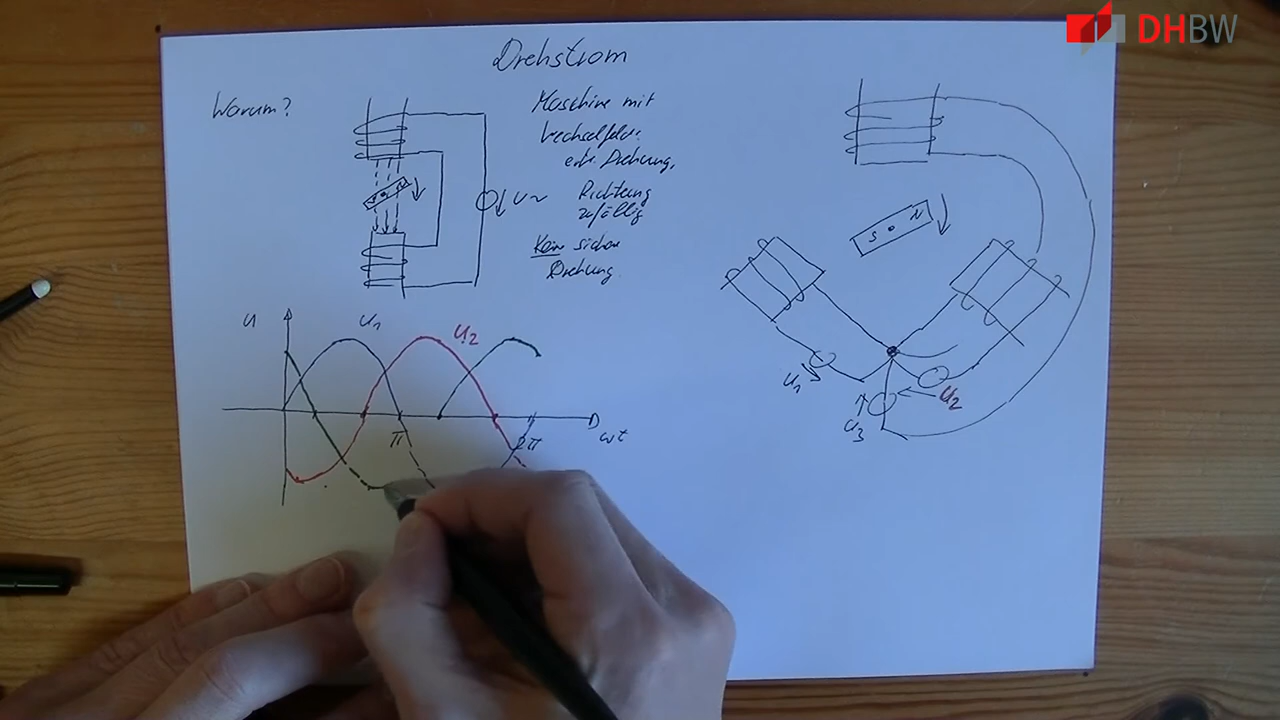 DHBW
Drehstrom
Warum?
Maschine mit
Wechselfeld:
erk. Drehung,
Richtung
zufällig
Kein sicher
Drehung.
U~
S N
u
u1
u2
π
2π
ωt
u1
u2
u3